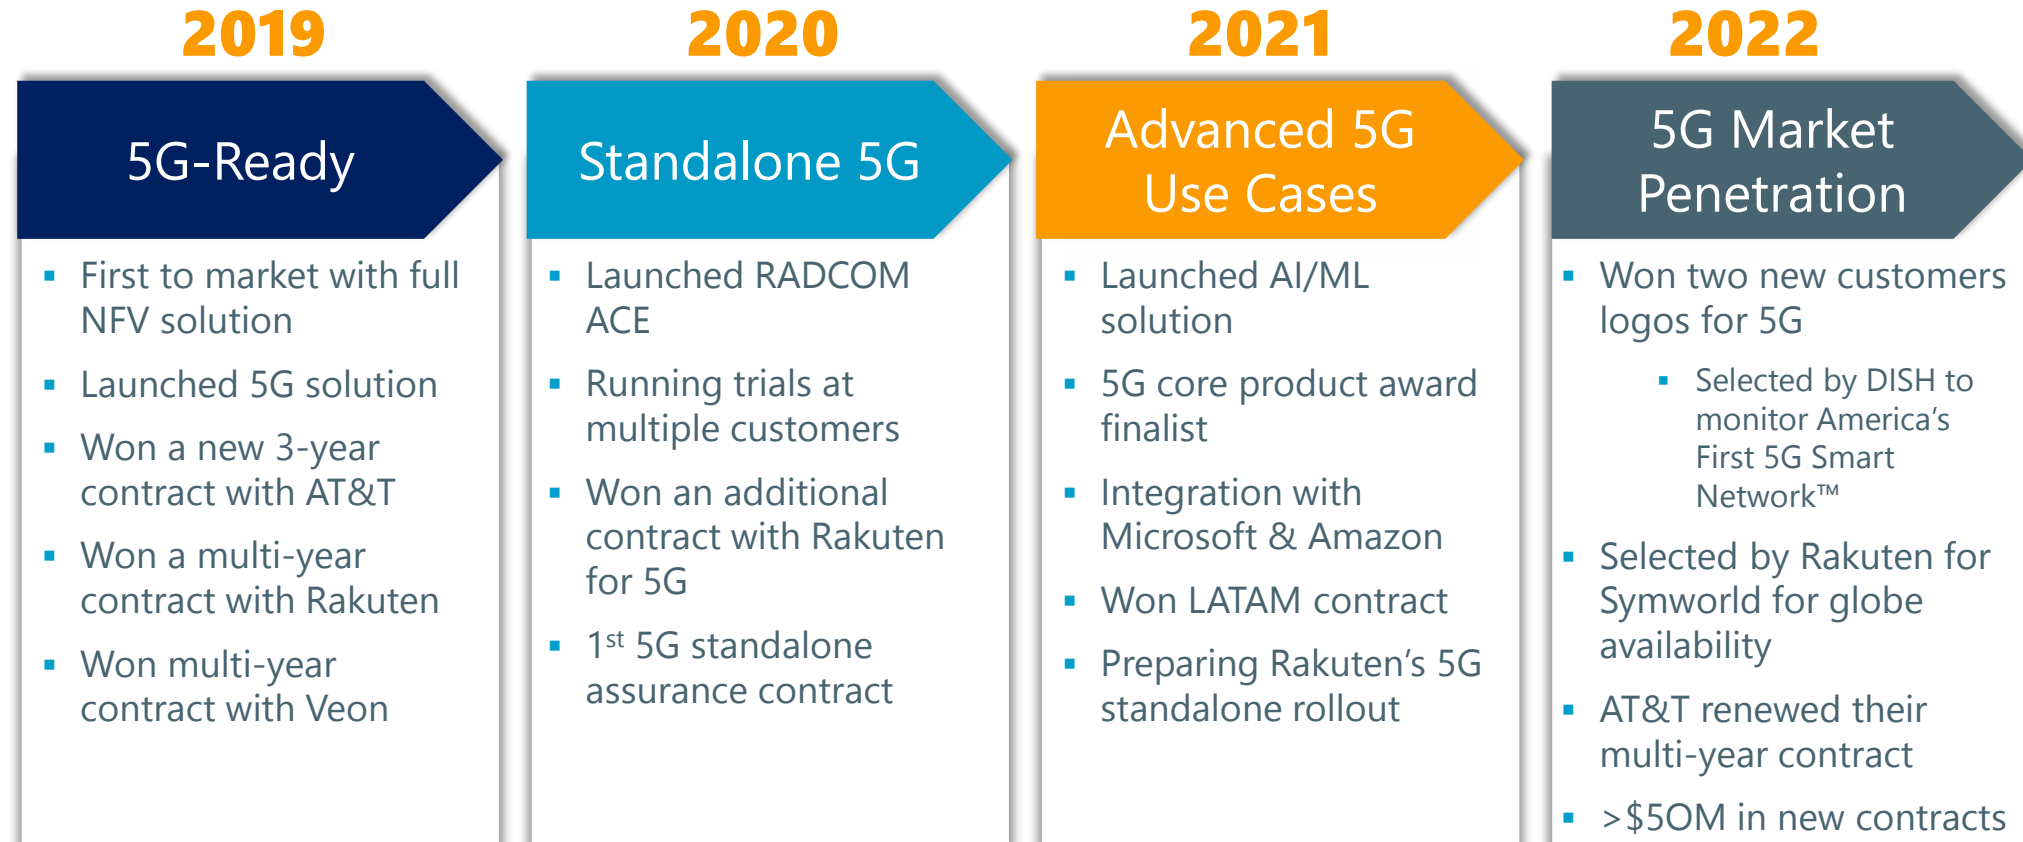 2019
5G-Ready
▪ First to market with full
NFV solution
▪ Launched 5G solution
▪ Won a new 3-year
contract with AT&T
▪ Won a multi-year
contract with Rakuten
▪ Won multi-year
contract with Veon
2020
Standalone 5G
▪ Launched RADCOM
ACE
▪ Running trials at
multiple customers
▪ Won an additional
contract with Rakuten
for 5G
▪ 1st 5G standalone
assurance contract
2021
Advanced 5G
Use Cases
▪ Launched AI/ML
solution
▪ 5G core product award
finalist
▪ Integration with
Microsoft & Amazon
▪ Won LATAM contract
▪ Preparing Rakuten’s 5G
standalone rollout
2022
5G Market
Penetration
▪ Won two new customers
logos for 5G
▪ Selected by DISH to
monitor America’s
First 5G Smart
Network™
▪ Selected by Rakuten for
Symworld for globe
availability
▪ AT&T renewed their
multi-year contract
▪ >$5OM in new contracts